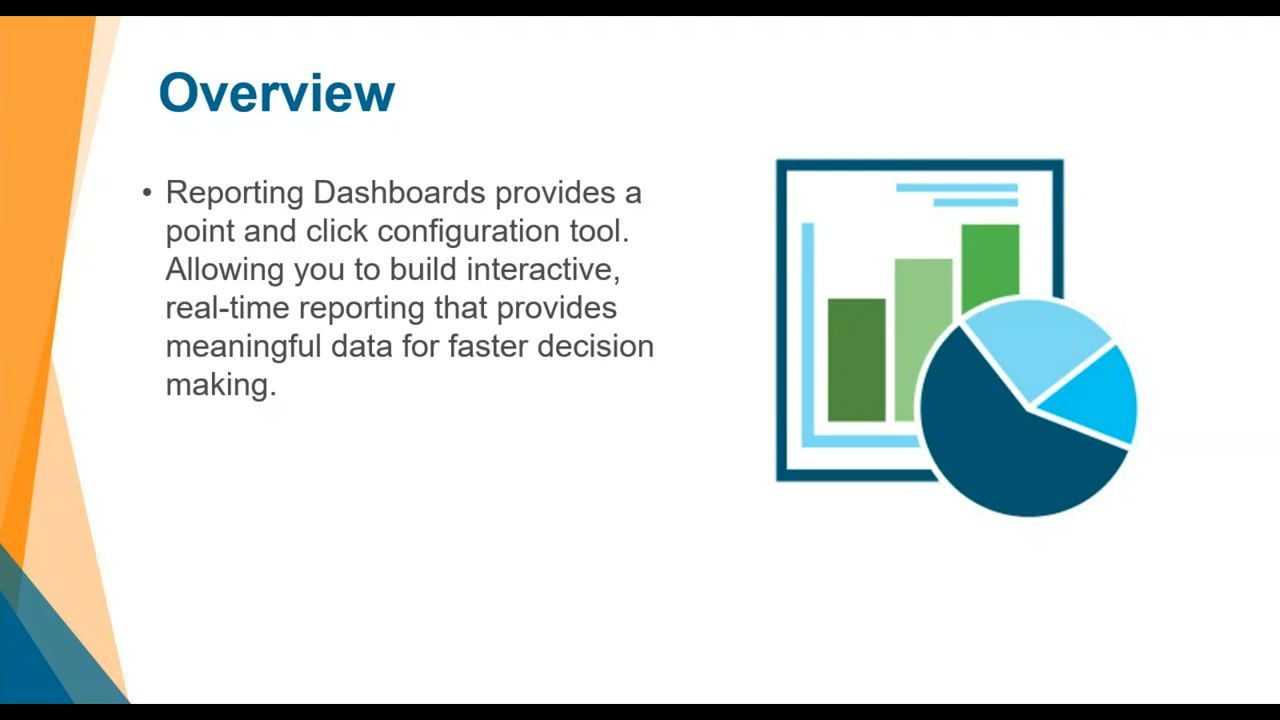 Overview
• Reporting Dashboards provides a
point and click configuration tool.
Allowing you to build interactive,
real-time reporting that provides
meaningful data for faster decision
making.